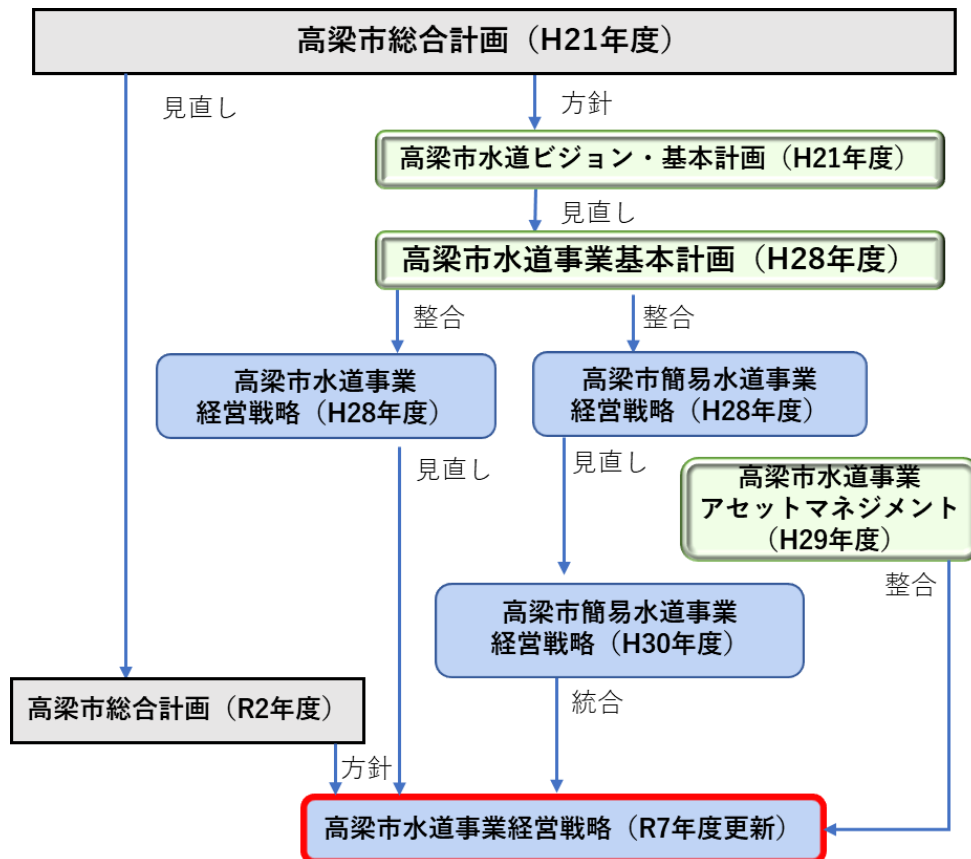 高梁市総合計画（H21年度）
見直し
方針
高梁市水道ビジョン・基本計画（H21年度）
見直し
高梁市水道事業基本計画（H28年度）
整合
整合
高梁市水道事業
経営戦略（H28年度）
高梁市簡易水道事業
経営戦略（H28年度）
見直し
見直し
高梁市水道事業
アセットマネジメント
（H29年度）
整合
高梁市簡易水道事業
経営戦略（H30年度）
統合
高梁市総合計画（R2年度）
方針
高梁市水道事業経営戦略（R7年度更新）